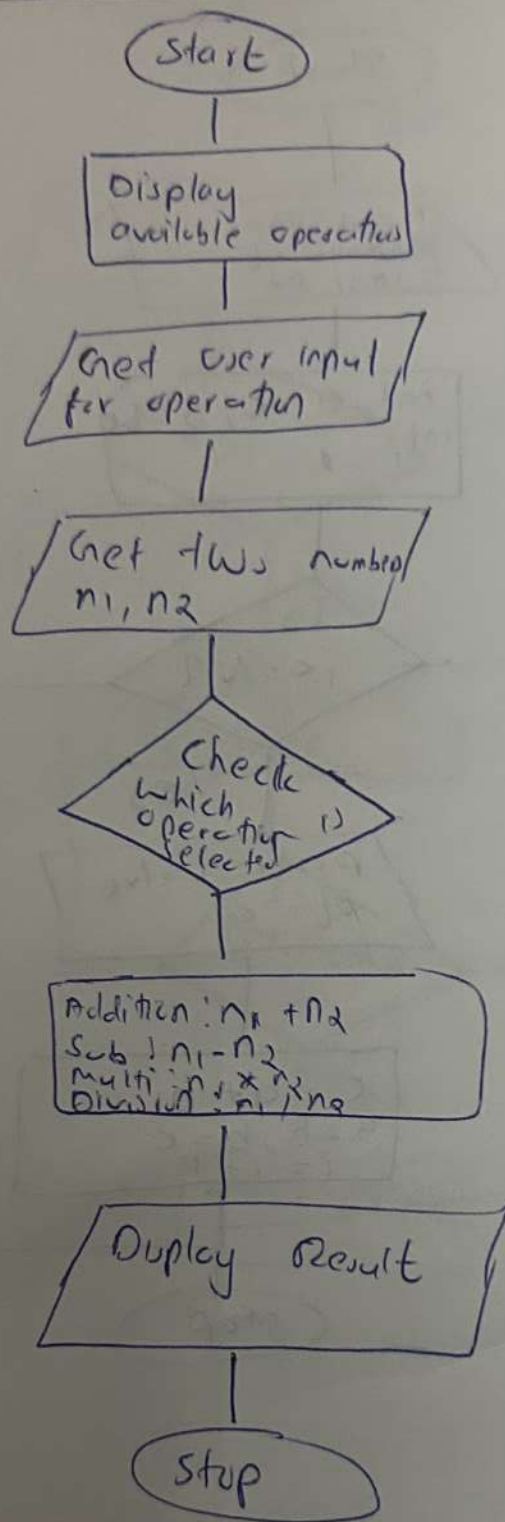 Start
Display
available operations
Get user input
for operation
Get two number
n1, n2
Check
which
operation is
selected
Addition : n1 + n2
Sub : n1 - n2
Multi : n1 * n2
Division : n1 / n2
Display Result
Stop